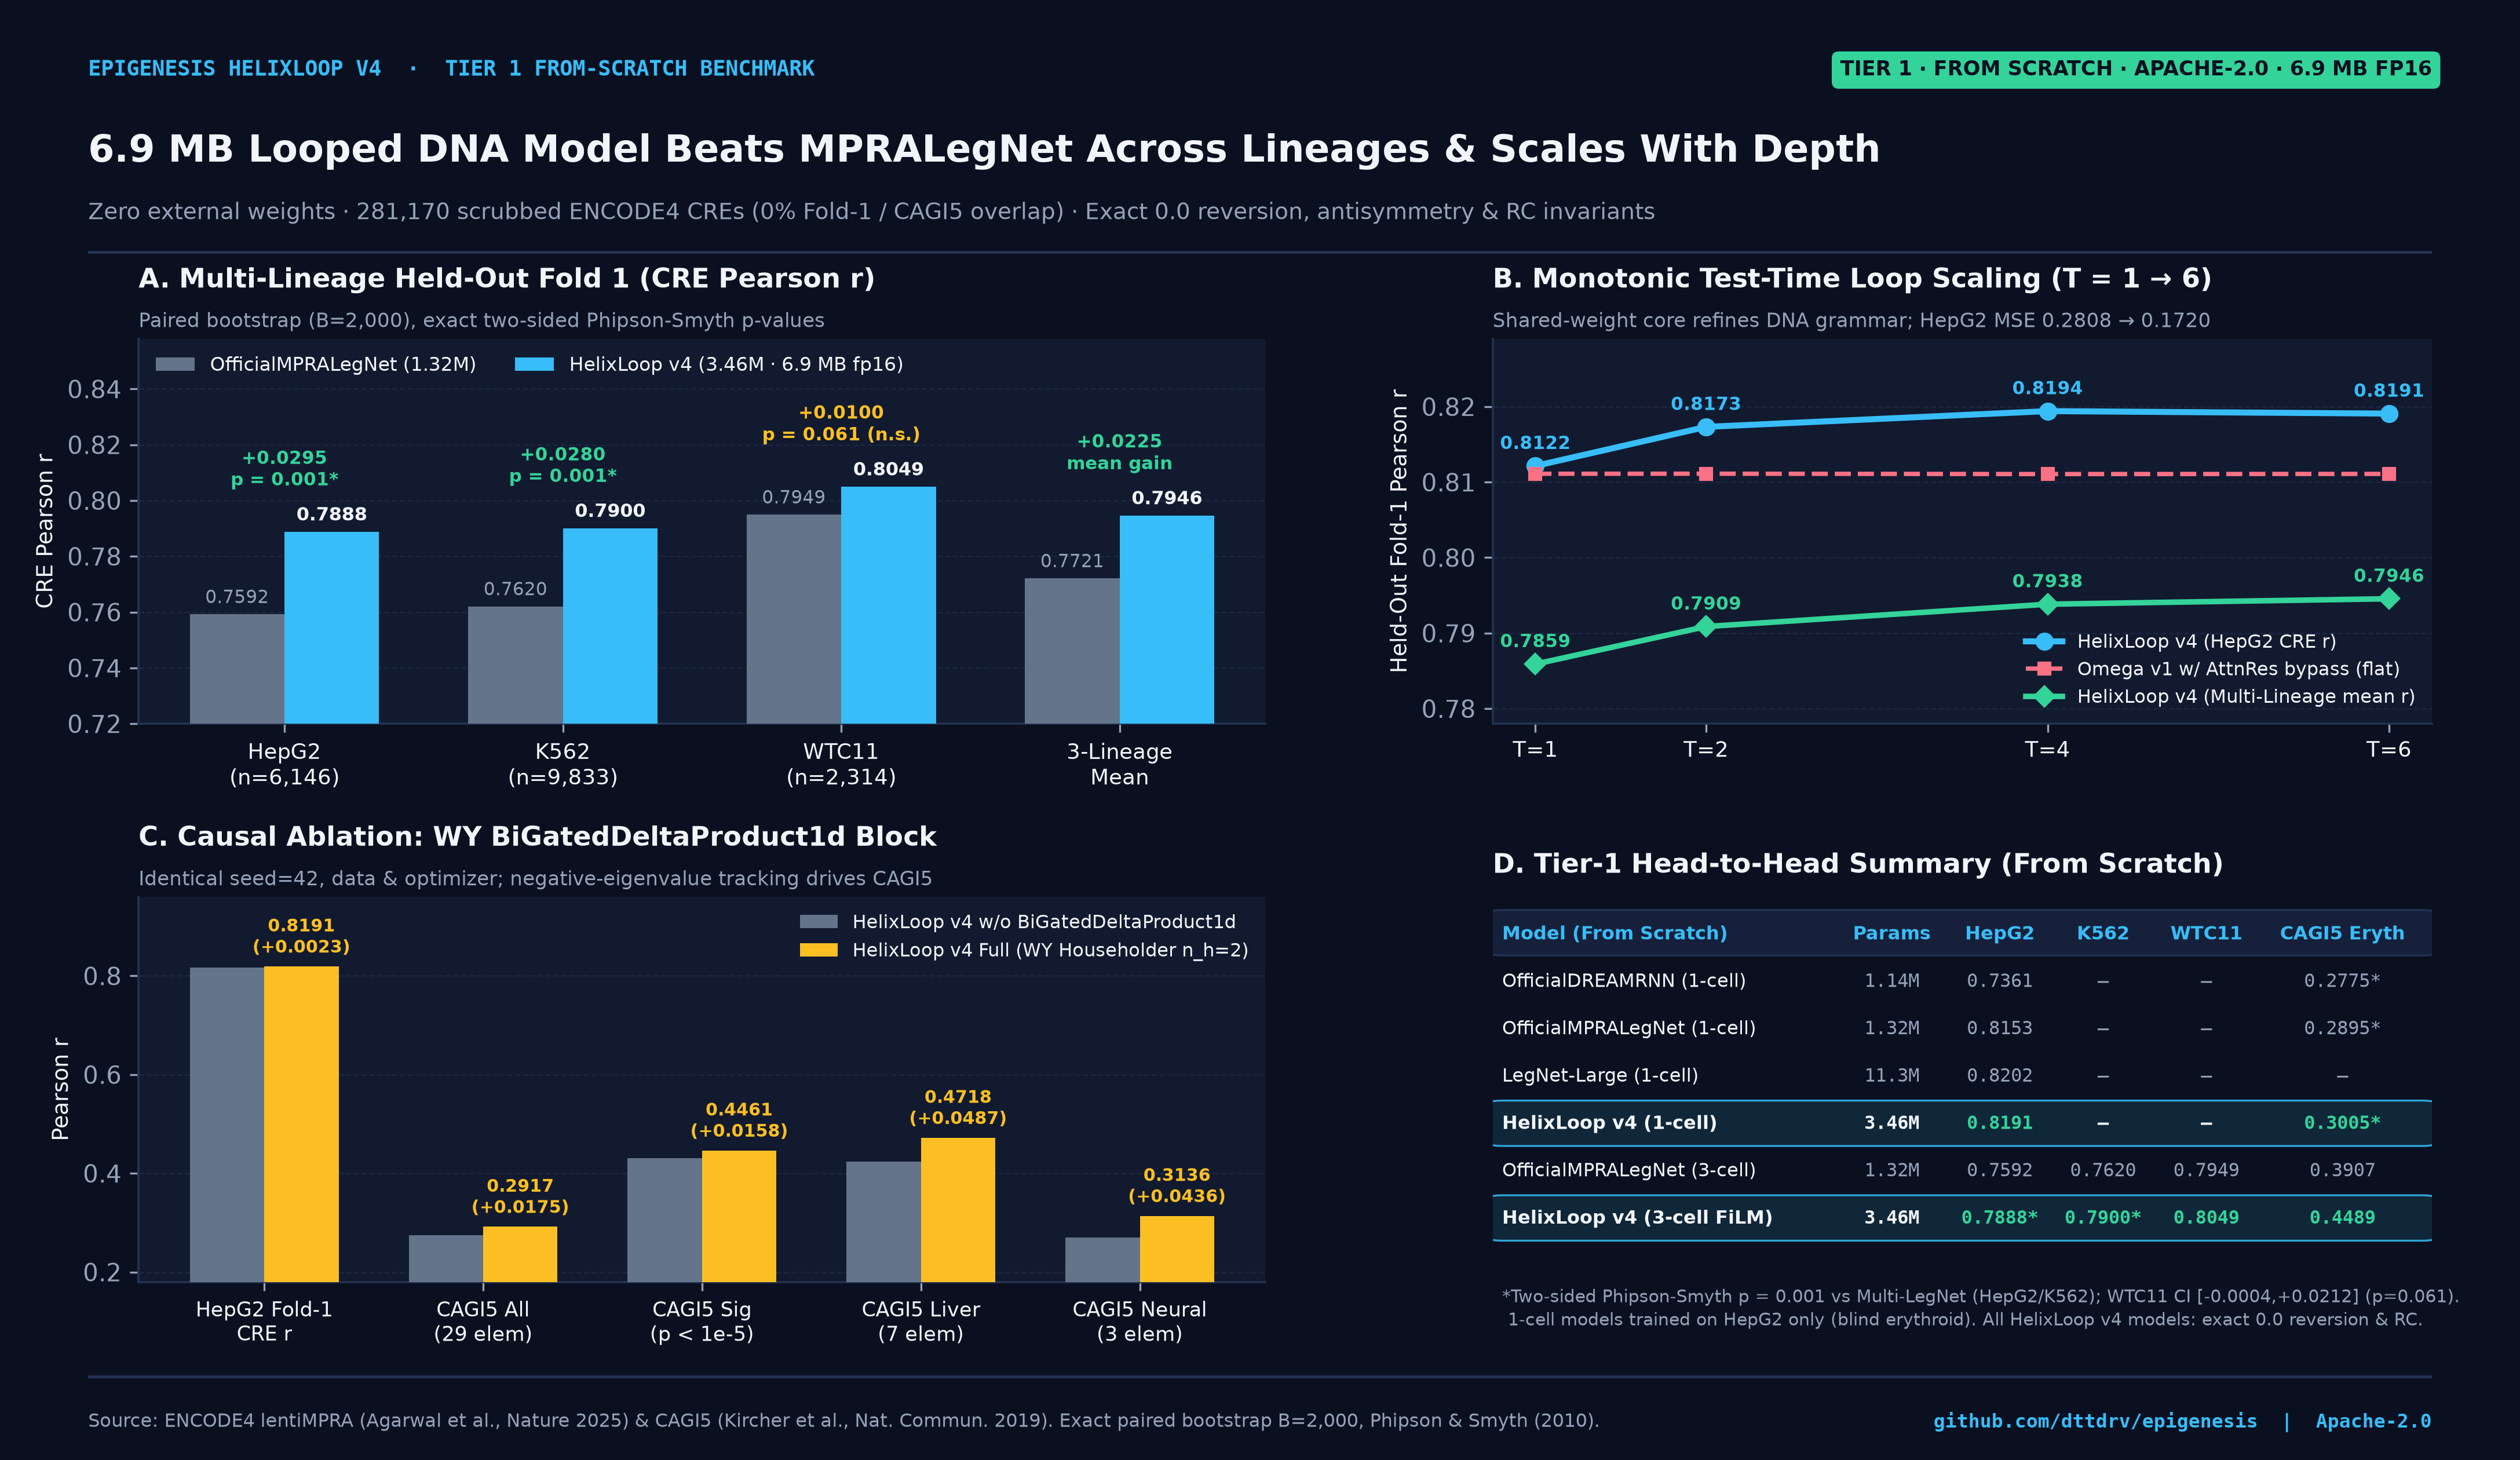 EPIGENESIS HELIXLOOP V4 · TIER 1 FROM-SCRATCH BENCHMARK
TIER 1 · FROM SCRATCH · APACHE-2.0 · 6.9 MB FP16
6.9 MB Looped DNA Model Beats MPRALegNet Across Lineages & Scales With Depth
Zero external weights · 281,170 scrubbed ENCODE4 CREs (0% Fold-1 / CAGI5 overlap) · Exact 0.0 reversion, antisymmetry & RC invariants
A. Multi-Lineage Held-Out Fold 1 (CRE Pearson r)
Paired bootstrap (B=2,000), exact two-sided Phipson-Smyth p-values
OfficialMPRALegNet (1.32M)
HelixLoop v4 (3.46M · 6.9 MB fp16)
CRE Pearson r
0.84
0.82
0.80
0.78
0.76
0.74
0.72
+0.0295
p = 0.001*
0.7592
0.7888
+0.0280
p = 0.001*
0.7620
0.7900
+0.0100
p = 0.061 (n.s.)
0.7949
0.8049
+0.0225
mean gain
0.7721
0.7946
HepG2
(n=6,146)
K562
(n=9,833)
WTC11
(n=2,314)
3-Lineage
Mean
B. Monotonic Test-Time Loop Scaling (T = 1 → 6)
Shared-weight core refines DNA grammar; HepG2 MSE 0.2808 → 0.1720
Held-Out Fold-1 Pearson r
0.82
0.81
0.80
0.79
0.78
0.8122
0.8173
0.8194
0.8191
0.7859
0.7909
0.7938
0.7946
HelixLoop v4 (HepG2 CRE r)
Omega v1 w/ AttnRes bypass (flat)
HelixLoop v4 (Multi-Lineage mean r)
T=1
T=2
T=4
T=6
C. Causal Ablation: WY BiGatedDeltaProduct1d Block
Identical seed=42, data & optimizer; negative-eigenvalue tracking drives CAGI5
HelixLoop v4 w/o BiGatedDeltaProduct1d
HelixLoop v4 Full (WY Householder n_h=2)
Pearson r
0.8
0.6
0.4
0.2
0.8191
(+0.0023)
0.2917
(+0.0175)
0.4461
(+0.0158)
0.4718
(+0.0487)
0.3136
(+0.0436)
HepG2 Fold-1
CRE r
CAGI5 All
(29 elem)
CAGI5 Sig
(p < 1e-5)
CAGI5 Liver
(7 elem)
CAGI5 Neural
(3 elem)
D. Tier-1 Head-to-Head Summary (From Scratch)
Model (From Scratch) Params HepG2 K562 WTC11 CAGI5 Eryth
OfficialDREAMRNN (1-cell) 1.14M 0.7361 — — 0.2775*
OfficialMPRALegNet (1-cell) 1.32M 0.8153 — — 0.2895*
LegNet-Large (1-cell) 11.3M 0.8202 — — —
HelixLoop v4 (1-cell) 3.46M 0.8191 — — 0.3005*
OfficialMPRALegNet (3-cell) 1.32M 0.7592 0.7620 0.7949 0.3907
HelixLoop v4 (3-cell FiLM) 3.46M 0.7888* 0.7900* 0.8049 0.4489
*Two-sided Phipson-Smyth p = 0.001 vs Multi-LegNet (HepG2/K562); WTC11 CI [-0.0004,+0.0212] (p=0.061).
1-cell models trained on HepG2 only (blind erythroid). All HelixLoop v4 models: exact 0.0 reversion & RC.
Source: ENCODE4 lentiMPRA (Agarwal et al., Nature 2025) & CAGI5 (Kircher et al., Nat. Commun. 2019). Exact paired bootstrap B=2,000, Phipson & Smyth (2010).
github.com/dttdrv/epigenesis | Apache-2.0